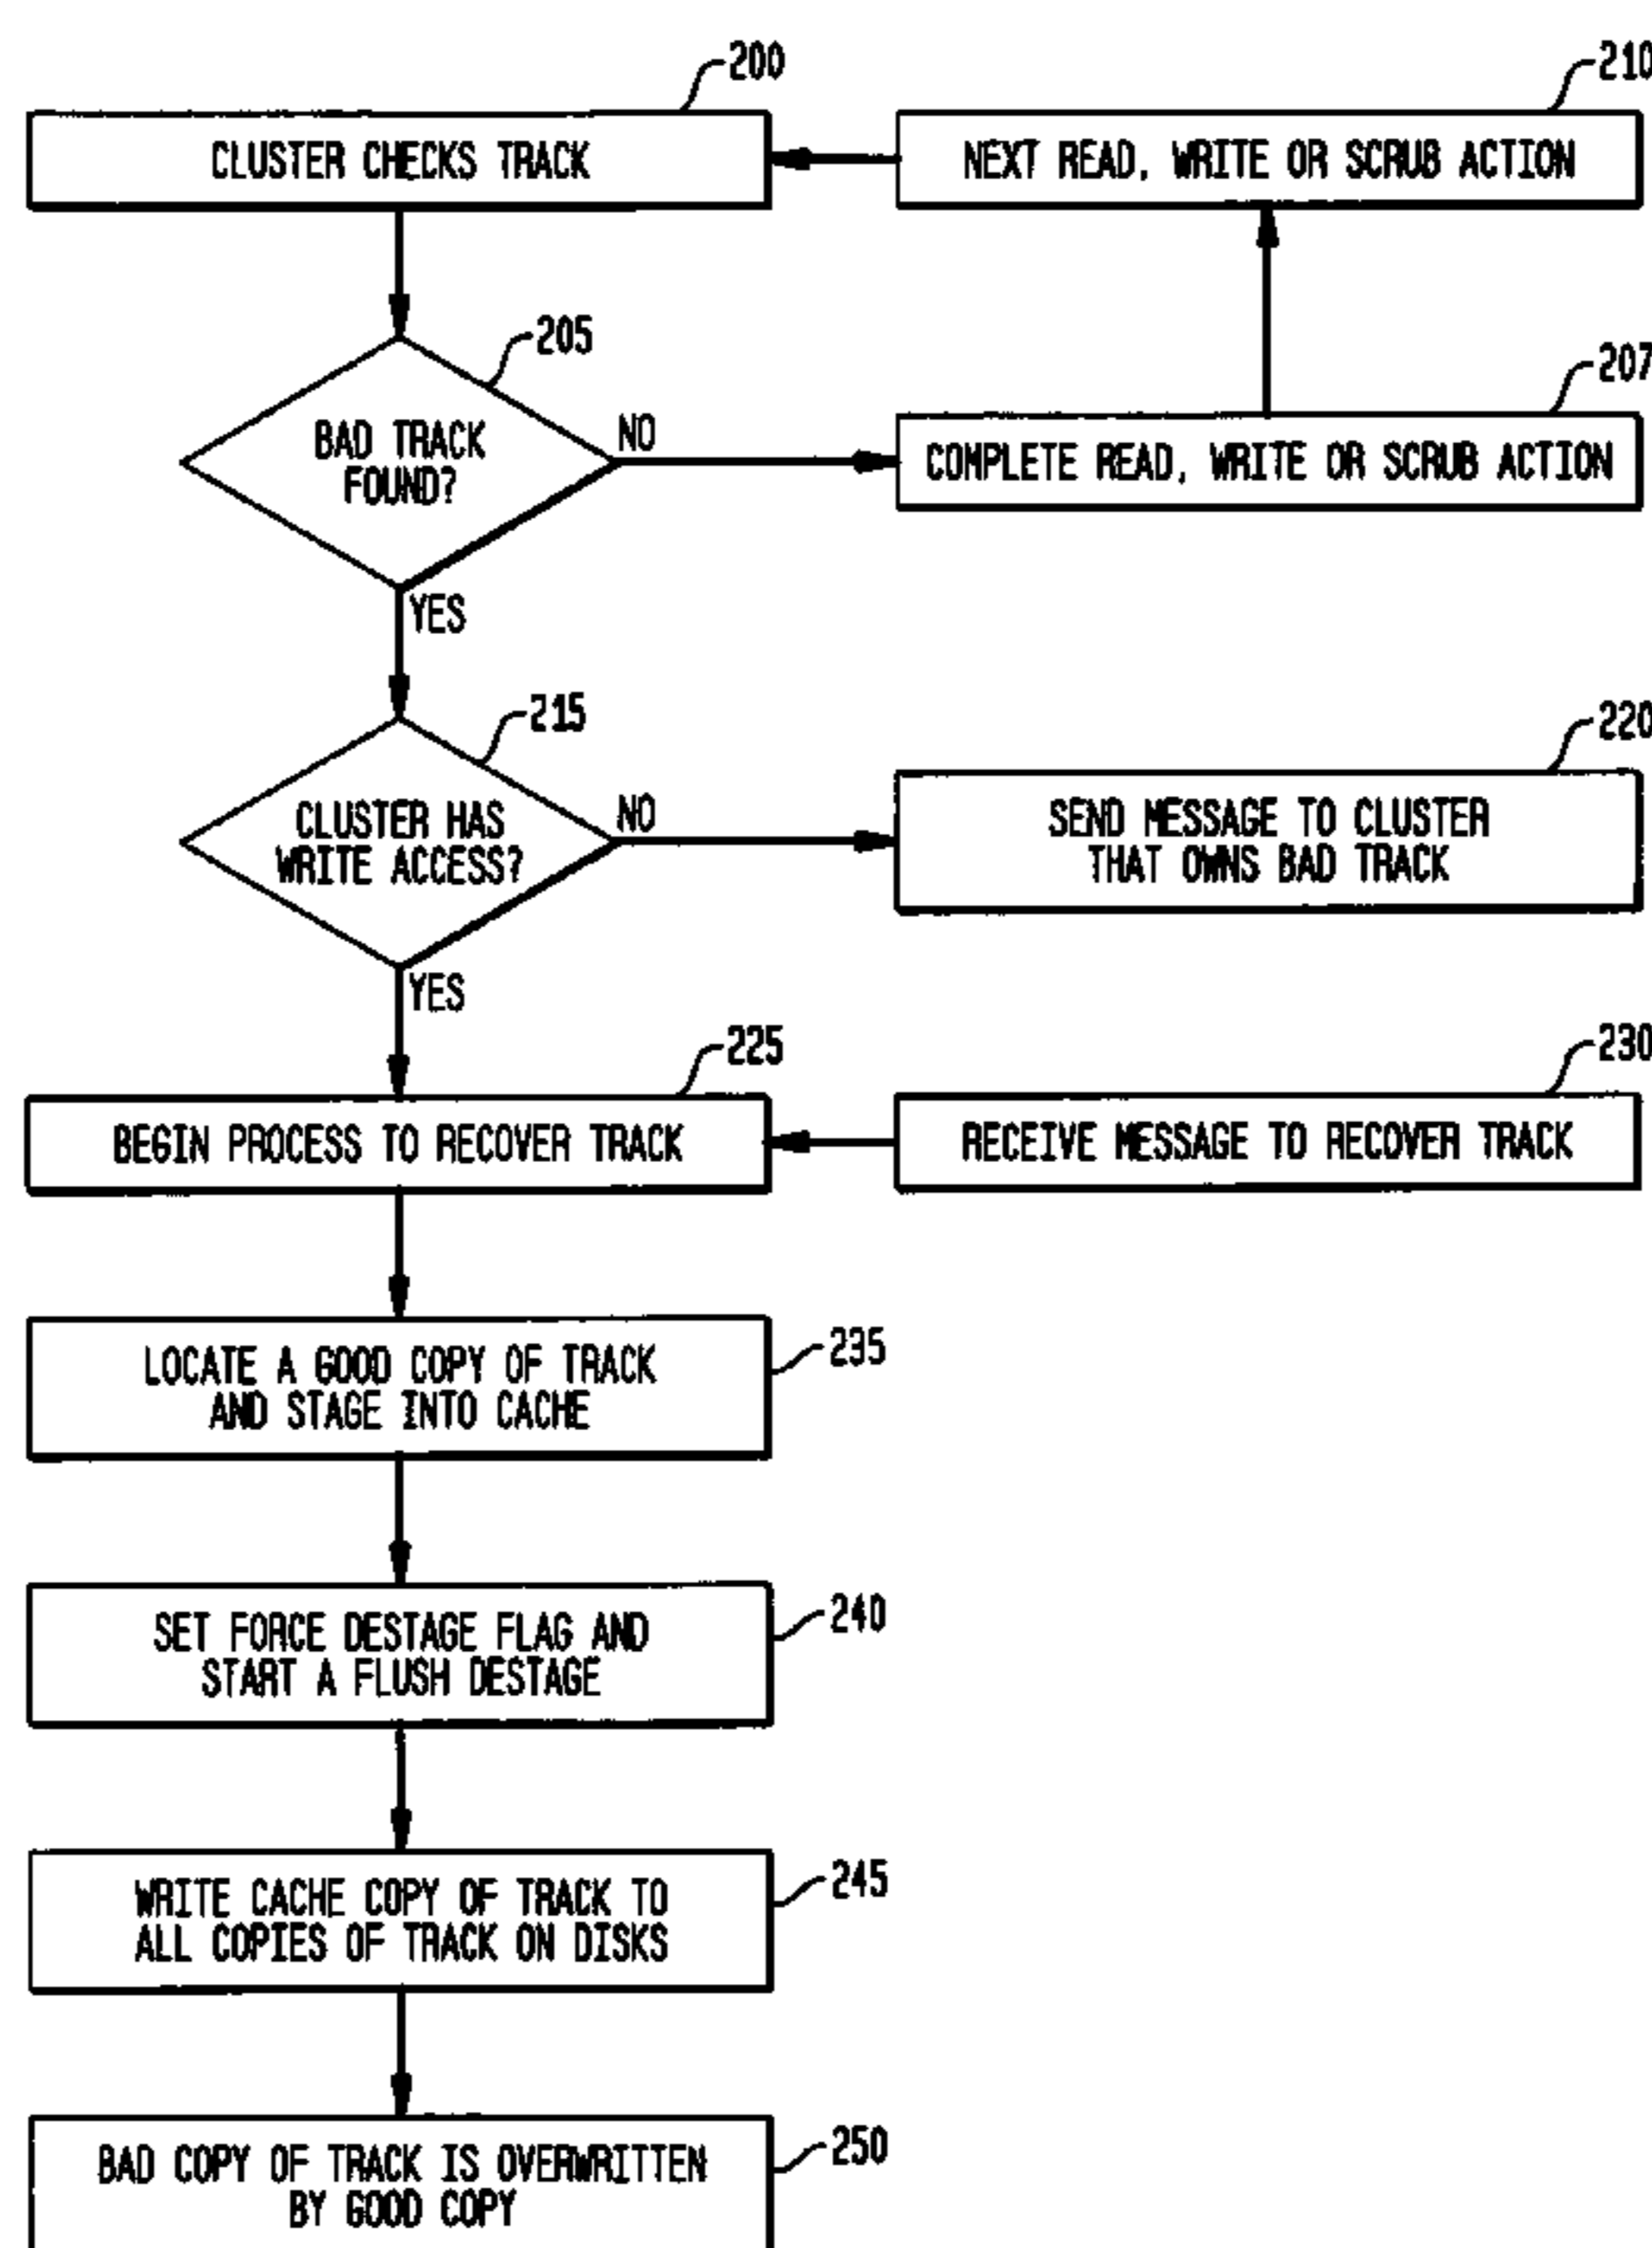 200
210
CLUSTER CHECKS TRACK
NEXT READ, WRITE OR SCRUB ACTION
205
207
BAD TRACK
FOUND?
NO
COMPLETE READ, WRITE OR SCRUB ACTION
YES
215
220
CLUSTER HAS
WRITE ACCESS?
NO
SEND MESSAGE TO CLUSTER
THAT OWNS BAD TRACK
YES
225
230
BEGIN PROCESS TO RECOVER TRACK
RECEIVE MESSAGE TO RECOVER TRACK
235
LOCATE A GOOD COPY OF TRACK
AND STAGE INTO CACHE
240
SET FORCE DESTAGE FLAG AND
START A FLUSH DESTAGE
245
WRITE CACHE COPY OF TRACK TO
ALL COPIES OF TRACK ON DISKS
250
BAD COPY OF TRACK IS OVERWRITTEN
BY GOOD COPY